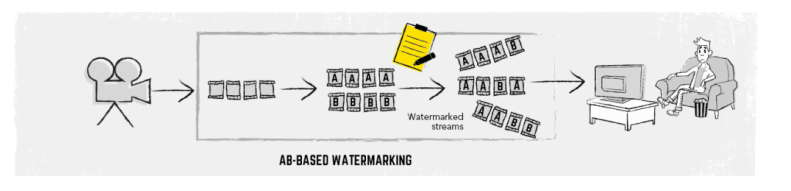 A A A A
B B B B
A A A B
A A B A
A A B B
Watermarked
streams
AB-BASED WATERMARKING